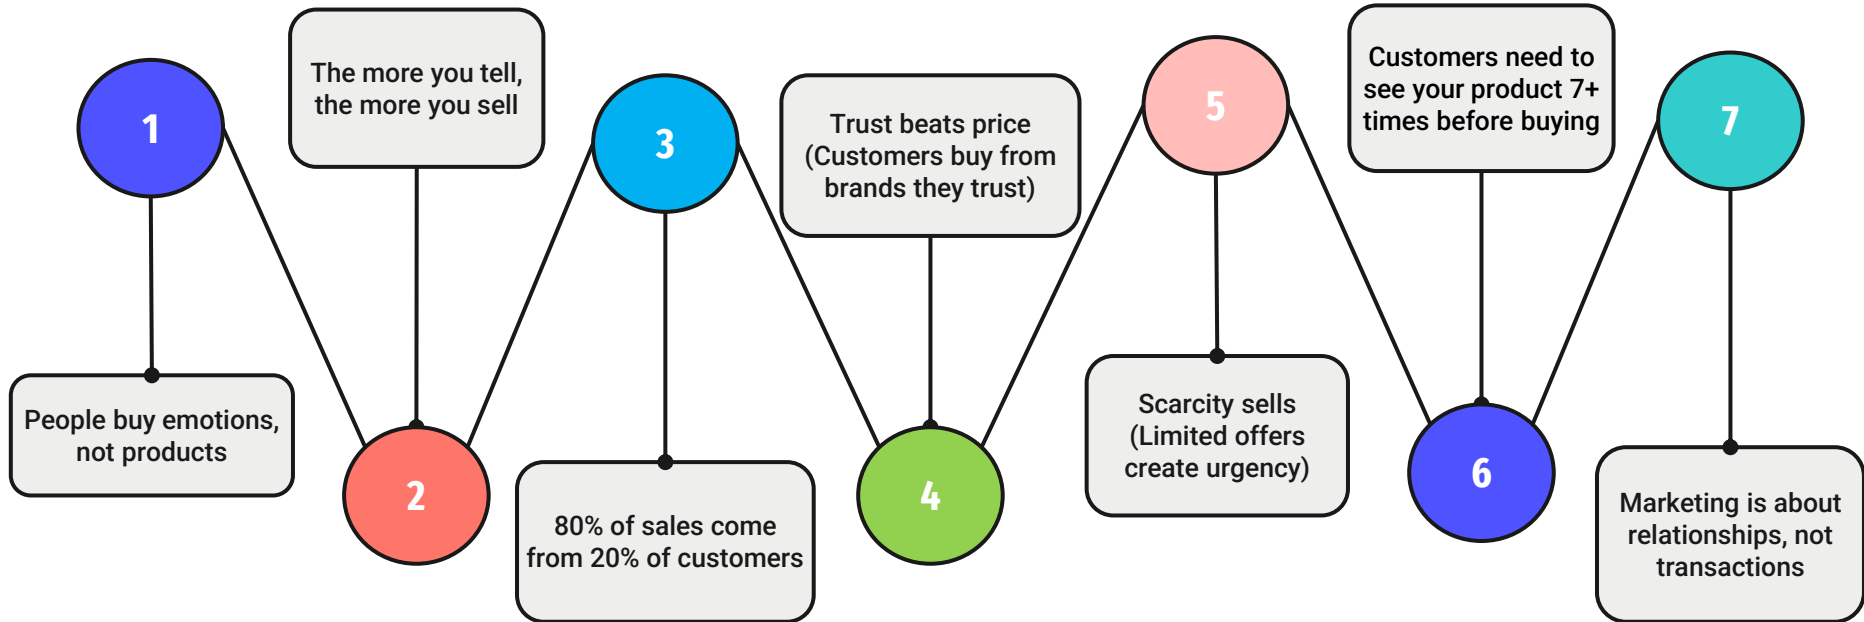 1
People buy emotions,
not products
The more you tell,
the more you sell
2
3
80% of sales come
from 20% of customers
Trust beats price
(Customers buy from
brands they trust)
4
5
Scarcity sells
(Limited offers
create urgency)
Customers need to
see your product 7+
times before buying
6
7
Marketing is about
relationships, not
transactions